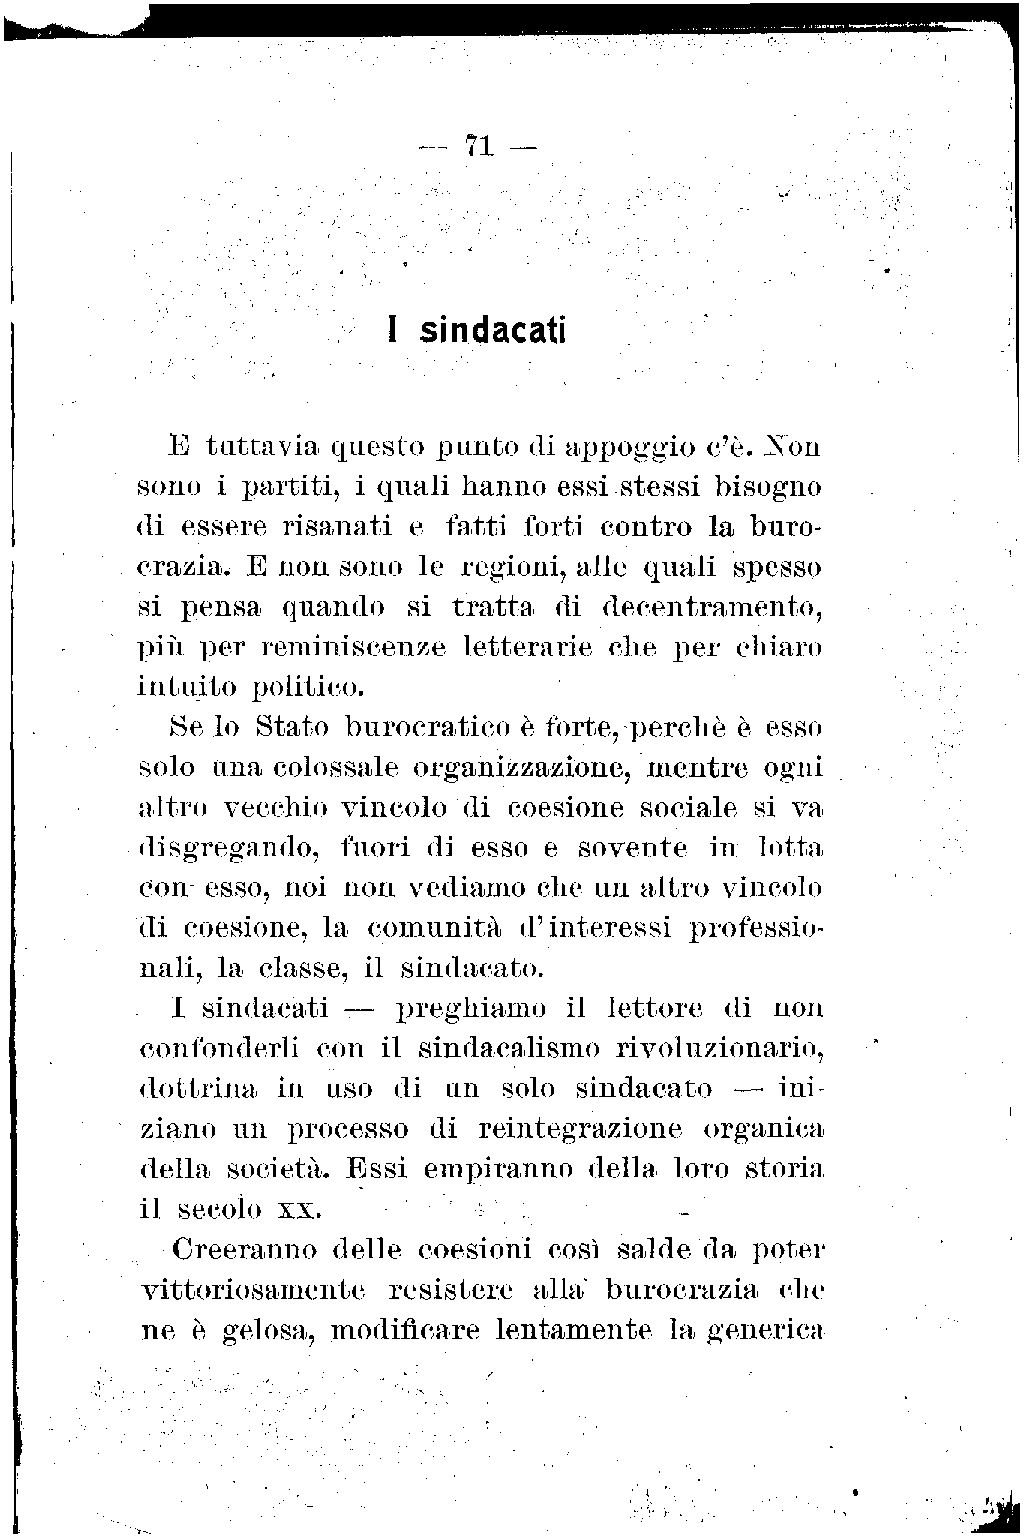 — 71 —
I sindacati
E tuttavia questo punto di appoggio c'è. Non
sono i partiti, i quali hanno essi stessi bisogno
di essere risanati e fatti forti contro la buro-
crazia. E non sono le regioni, alle quali spesso
si pensa quando si tratta di decentramento,
più per reminiscenze letterarie che per chiaro
intuito politico.
Se lo Stato burocratico è forte, perchè è esso
solo una colossale organizzazione, mentre ogni
altro vecchio vincolo di coesione sociale si va
disgregando, fuori di esso e sovente in lotta
con esso, noi non vediamo che un altro vincolo
di coesione, la comunità d'interessi professio-
nali, la classe, il sindacato.
I sindacati — preghiamo il lettore di non
confonderli con il sindacalismo rivoluzionario,
dottrina in uso di un solo sindacato — ini-
ziano un processo di reintegrazione organica
della società. Essi empiranno della loro storia
il secolo XX.
Creeranno delle coesioni così salde da poter
vittoriosamente resistere alla burocrazia che
ne è gelosa, modificare lentamente la generica